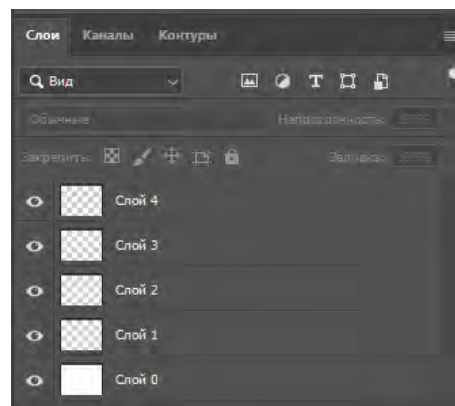 Слои Каналы Контуры
Вид
Обычные Непрозрачность:
Закрепить: Заливка:
Слой 4
Слой 3
Слой 2
Слой 1
Слой 0